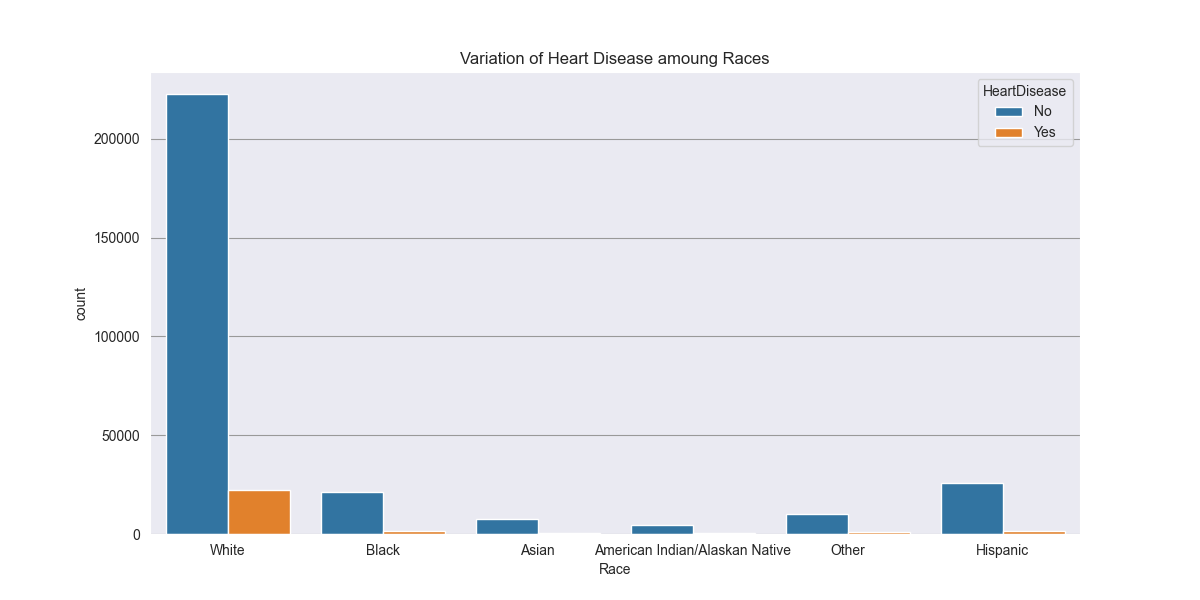 Variation of Heart Disease amoung Races
HeartDisease
No
Yes
200000
150000
100000
50000
0
count
White
Black
Asian
American Indian/Alaskan Native
Other
Hispanic
Race